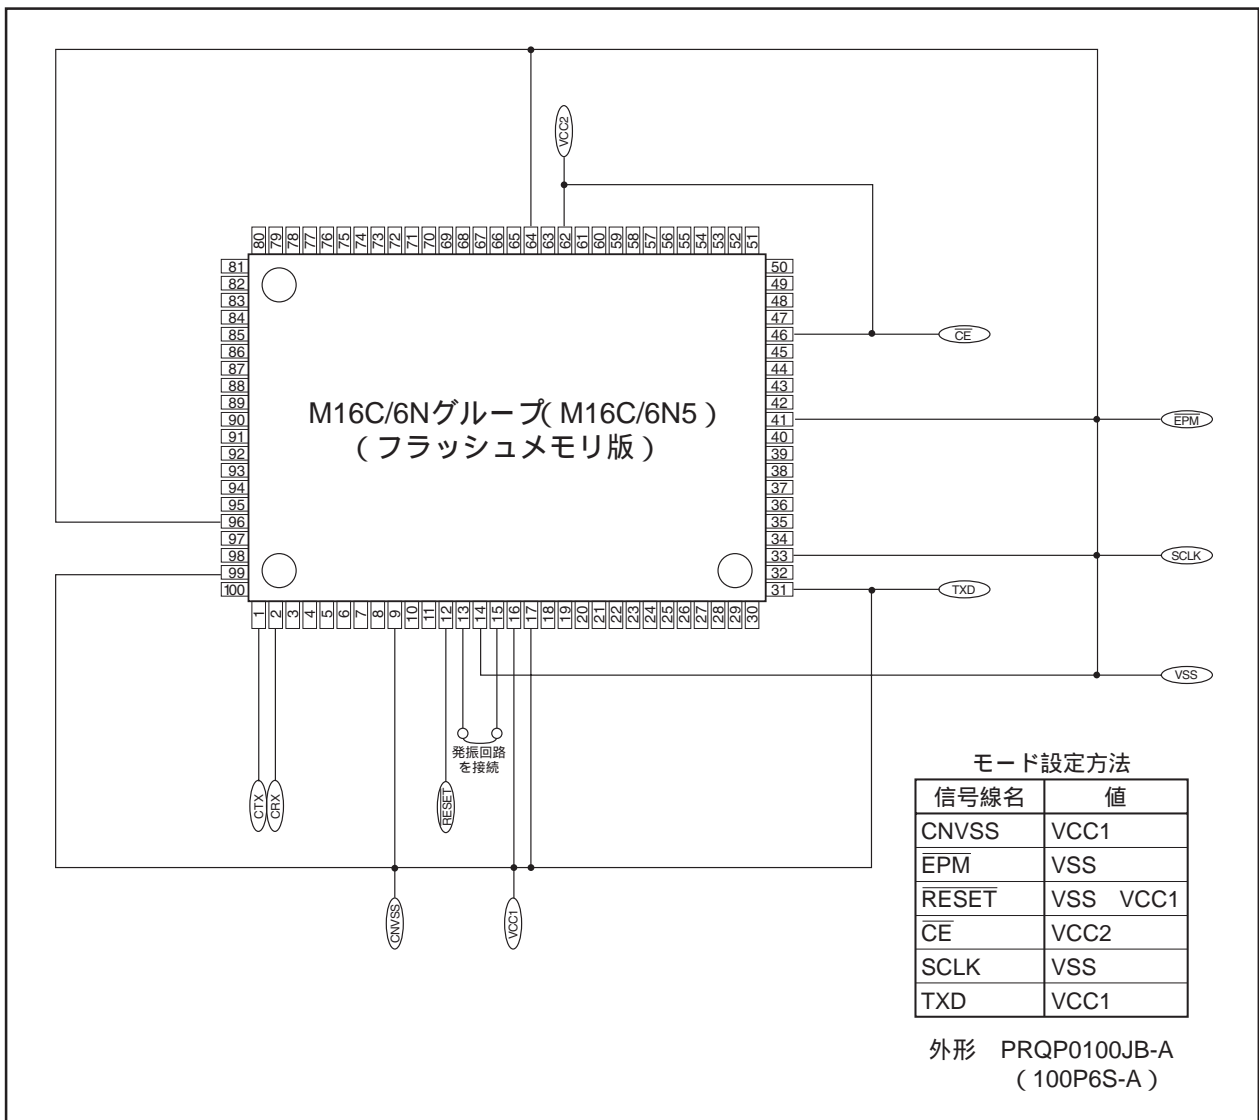 VCC2
80 79 78 77 76 75 74 73 72 71 70 69 68 67 66 65 64 63 62 61 60 59 58 57 56 55 54 53 52 51
81
82
83
84
85
86
87
88
89
90
91
92
93
94
95
96
97
98
99
100
M16C/6Nグループ( M16C/6N5 )
( フラッシュメモリ版 )
50
49
48
47
46
45
44
43
42
41
40
39
38
37
36
35
34
33
32
31
CE
EPM
SCLK
TXD
VSS
1 2 3 4 5 6 7 8 9 10 11 12 13 14 15 16 17 18 19 20 21 22 23 24 25 26 27 28 29 30
発振回路
を接続
CTX
CRX
RESET
CNVSS
VCC1
モード設定方法
信号線名 値
CNVSS VCC1
EPM VSS
RESET VSS VCC1
CE VCC2
SCLK VSS
TXD VCC1
外形 PRQP0100JB-A
( 100P6S-A )